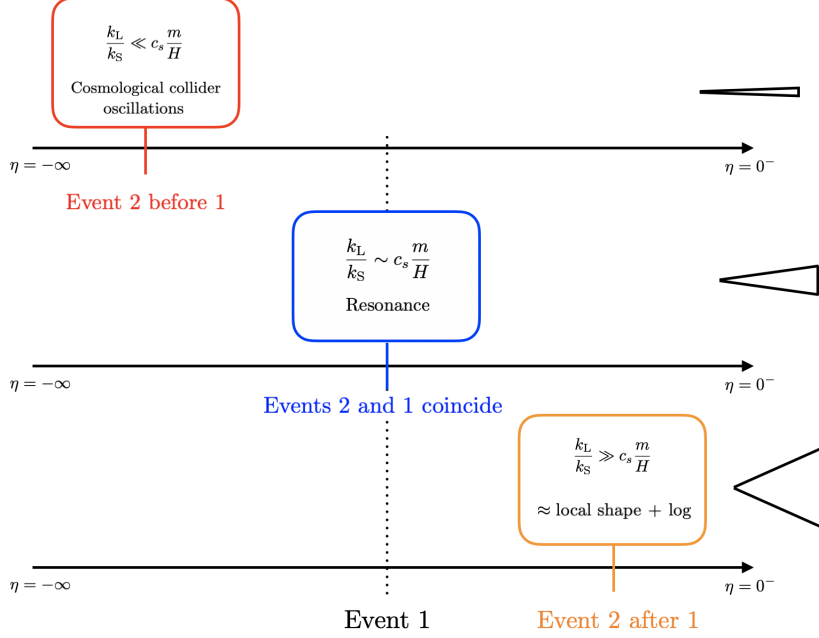 k_L/k_S ≪ c_s m/H
Cosmological collider
oscillations
η = −∞
η = 0⁻
Event 2 before 1
k_L/k_S ∼ c_s m/H
Resonance
η = −∞
η = 0⁻
Events 2 and 1 coincide
k_L/k_S ≫ c_s m/H
≈ local shape + log
η = −∞
η = 0⁻
Event 1
Event 2 after 1